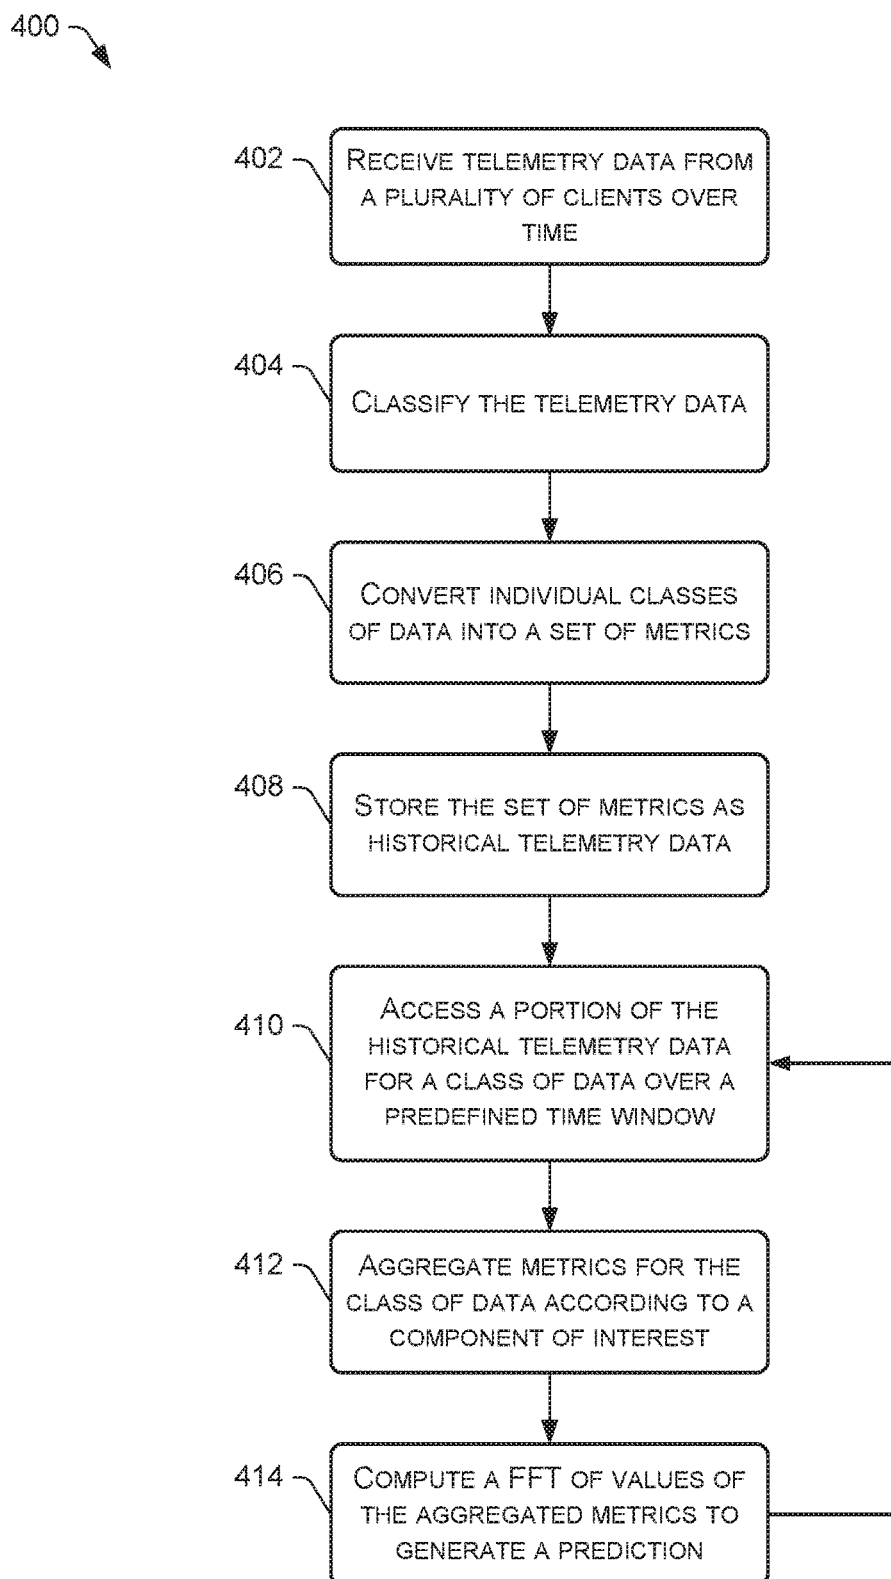 400
402
RECEIVE TELEMETRY DATA FROM
A PLURALITY OF CLIENTS OVER
TIME
404
CLASSIFY THE TELEMETRY DATA
406
CONVERT INDIVIDUAL CLASSES
OF DATA INTO A SET OF METRICS
408
STORE THE SET OF METRICS AS
HISTORICAL TELEMETRY DATA
410
ACCESS A PORTION OF THE
HISTORICAL TELEMETRY DATA
FOR A CLASS OF DATA OVER A
PREDEFINED TIME WINDOW
412
AGGREGATE METRICS FOR THE
CLASS OF DATA ACCORDING TO A
COMPONENT OF INTEREST
414
COMPUTE A FFT OF VALUES OF
THE AGGREGATED METRICS TO
GENERATE A PREDICTION